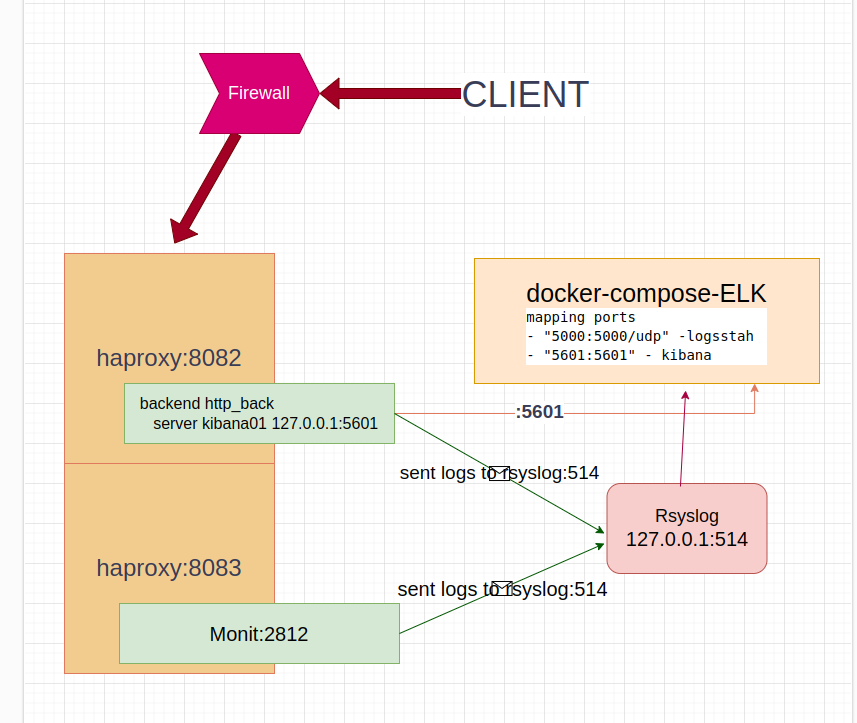 CLIENT
Firewall
docker-compose-ELK
mapping ports
- "5000:5000/udp" -logsstah
- "5601:5601" - kibana
haproxy:8082
backend http_back
server kibana01 127.0.0.1:5601
:5601
sent logs to rsyslog:514
Rsyslog
127.0.0.1:514
haproxy:8083
sent logs to rsyslog:514
Monit:2812